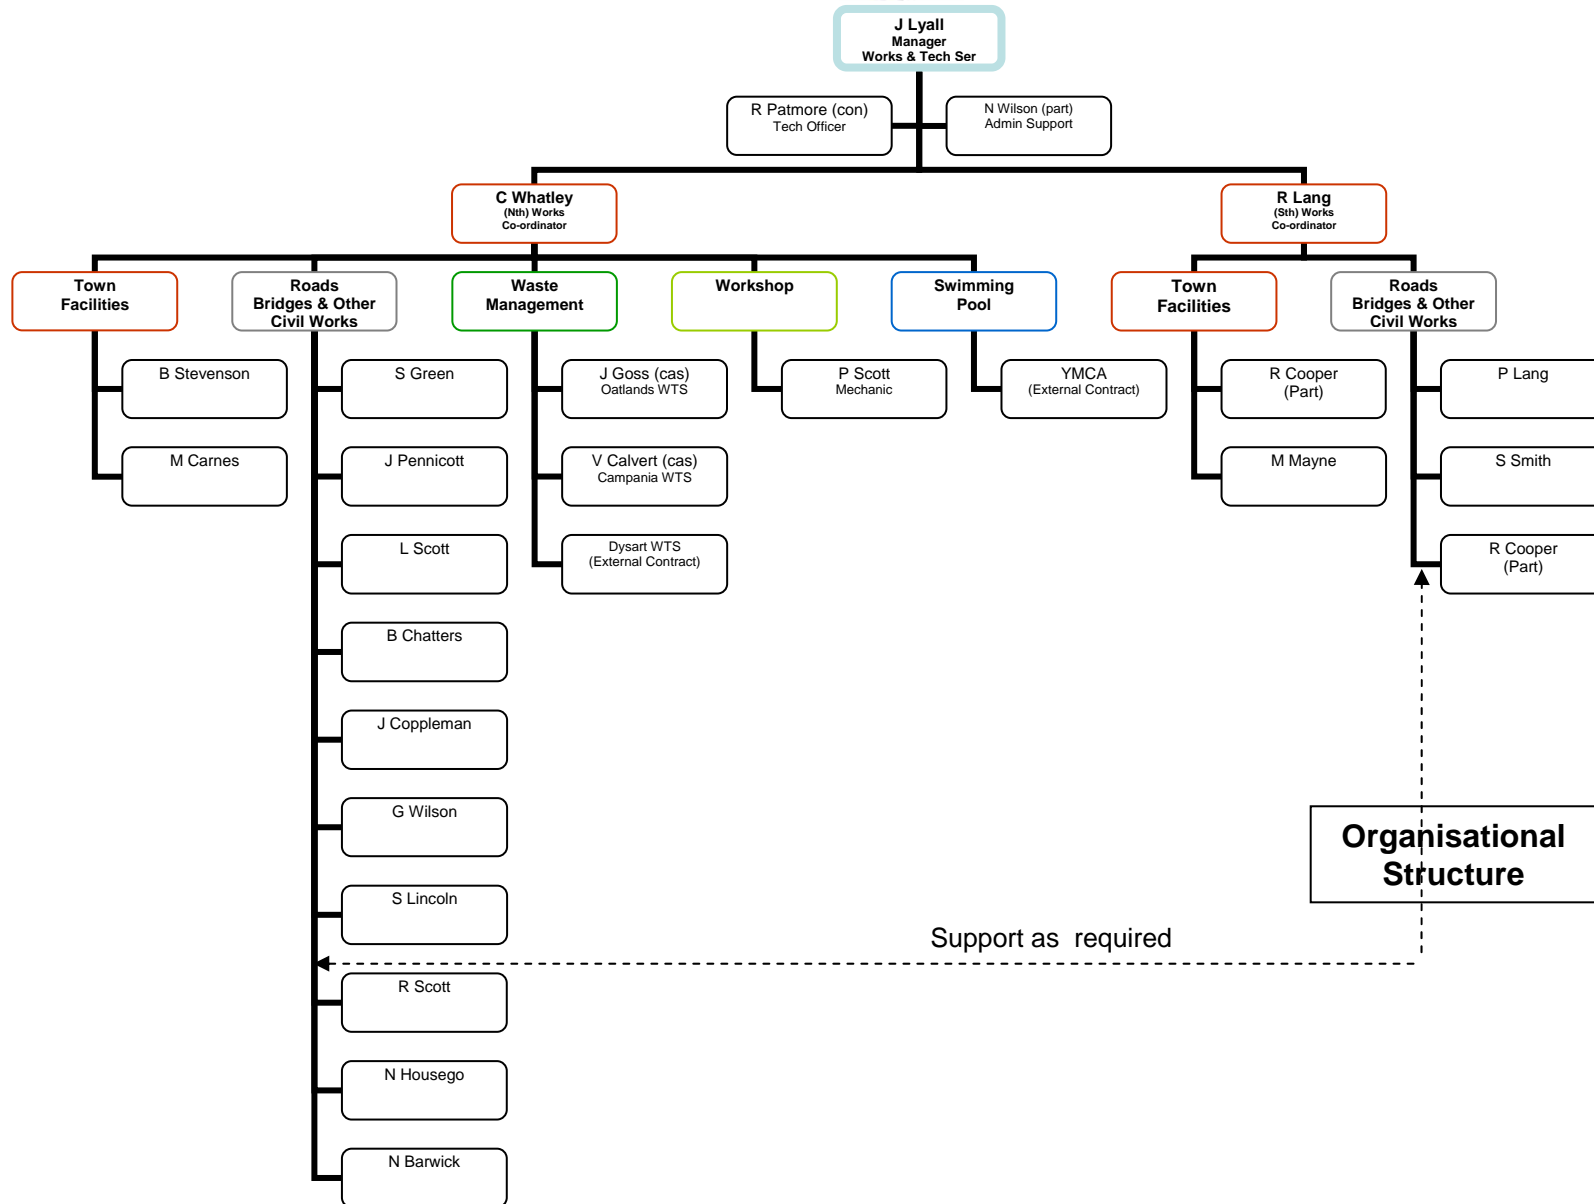 J Lyall
Manager
Works & Tech Ser
R Patmore (con)
Tech Officer
N Wilson (part)
Admin Support
C Whatley
(Nth) Works
Co-ordinator
R Lang
(Sth) Works
Co-ordinator
Town
Facilities
Roads
Bridges & Other
Civil Works
Waste
Management
Workshop
Swimming
Pool
Town
Facilities
Roads
Bridges & Other
Civil Works
B Stevenson
S Green
J Goss (cas)
Oatlands WTS
P Scott
Mechanic
YMCA
(External Contract)
R Cooper
(Part)
P Lang
M Carnes
J Pennicott
V Calvert (cas)
Campania WTS
M Mayne
S Smith
L Scott
Dysart WTS
(External Contract)
R Cooper
(Part)
B Chatters
J Coppleman
G Wilson
Organisational
Structure
S Lincoln
Support as  required
R Scott
N Housego
N Barwick